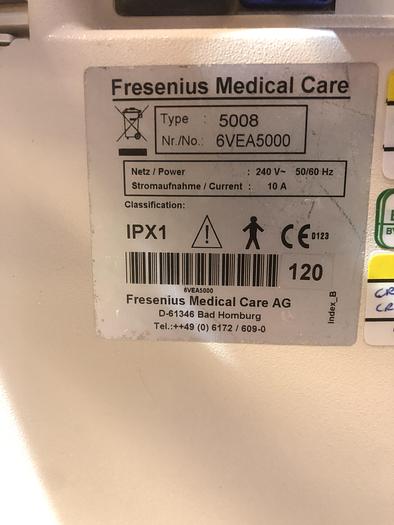 Fresenius Medical Care
Type : 5008
Nr./No.: 6VEA5000
Netz / Power : 240 V~ 50/60 Hz
Stromaufnahme / Current : 10 A
Classification:
IPX1
CE 0123
120
6VEA5000
Fresenius Medical Care AG
D-61346 Bad Homburg
Tel.:++49 (0) 6172 / 609-0
Index_B